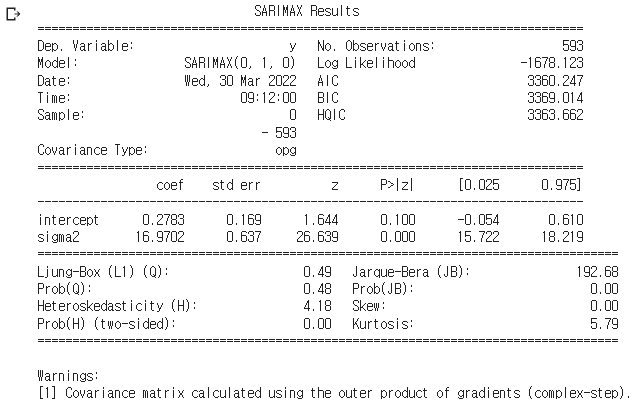 SARIMAX Results
==============================================================================
Dep. Variable: y No. Observations: 593
Model: SARIMAX(0, 1, 0) Log Likelihood -1678.123
Date: Wed, 30 Mar 2022 AIC 3360.247
Time: 09:12:00 BIC 3369.014
Sample: 0 HQIC 3363.662
- 593
Covariance Type: opg
==============================================================================
coef std err z P>|z| [0.025 0.975]
------------------------------------------------------------------------------
intercept 0.2783 0.169 1.644 0.100 -0.054 0.610
sigma2 16.9702 0.637 26.639 0.000 15.722 18.219
===================================================================================
Ljung-Box (L1) (Q): 0.49 Jarque-Bera (JB): 192.68
Prob(Q): 0.48 Prob(JB): 0.00
Heteroskedasticity (H): 4.18 Skew: 0.00
Prob(H) (two-sided): 0.00 Kurtosis: 5.79
===================================================================================
Warnings:
[1] Covariance matrix calculated using the outer product of gradients (complex-step).